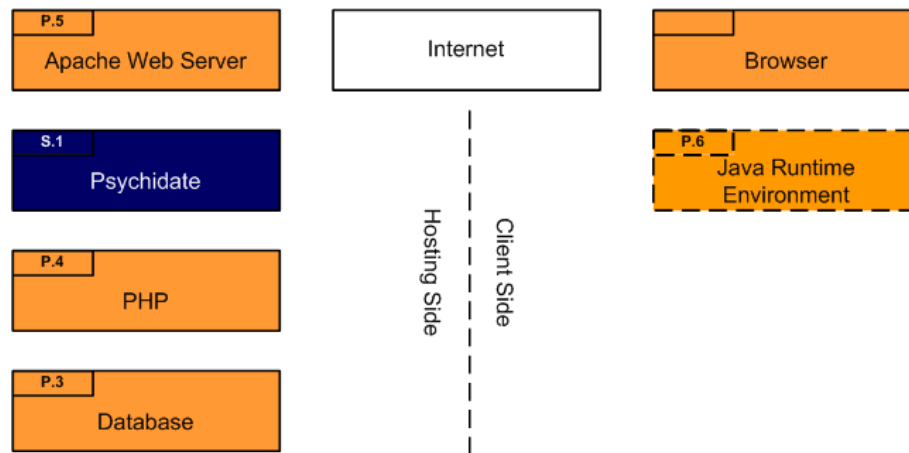 P.5
Apache Web Server
Internet
Browser
S.1
Psychidate
P.6
Java Runtime
Environment
Hosting Side
Client Side
P.4
PHP
P.3
Database